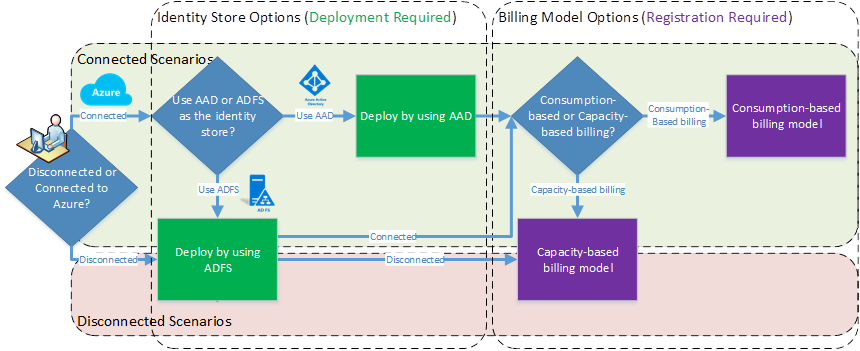 Identity Store Options (Deployment Required)
Billing Model Options (Registration Required)
Connected Scenarios
Azure
Connected
Use AAD or ADFS
as the identity
store?
Azure Active
Directory
Use AAD
Deploy by using AAD
Consumption-
based or Capacity-
based billing?
Consumption-
Based billing
Consumption-based
billing model
Disconnected or
Connected to
Azure?
Use ADFS
AD FS
Capacity-based billing
Deploy by using
ADFS
Connected
Disconnected
Disconnected
Capacity-based
billing model
Disconnected Scenarios